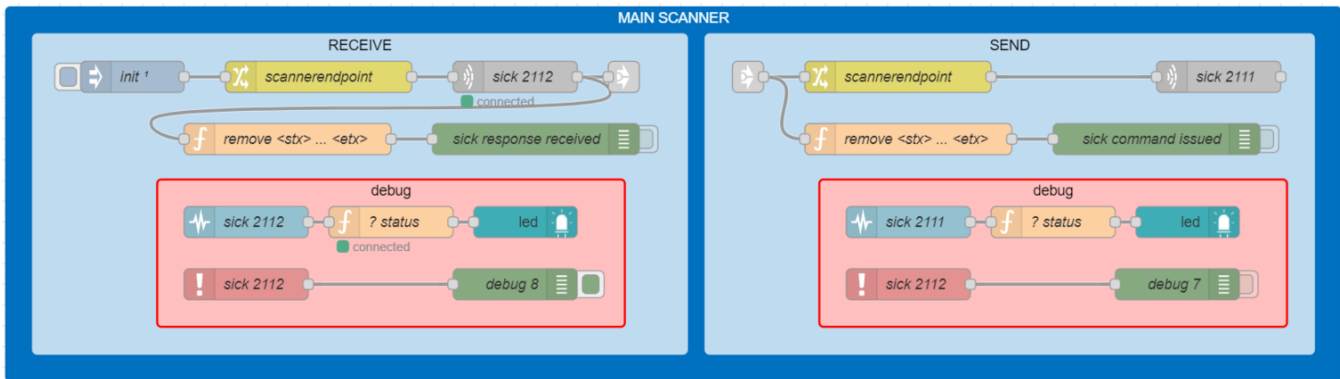 MAIN SCANNER
RECEIVE
init ¹
scannerendpoint
sick 2112
connected
remove <stx> ... <etx>
sick response received
debug
sick 2112
? status
led
connected
sick 2112
debug 8
SEND
scannerendpoint
sick 2111
remove <stx> ... <etx>
sick command issued
debug
sick 2111
? status
led
sick 2112
debug 7